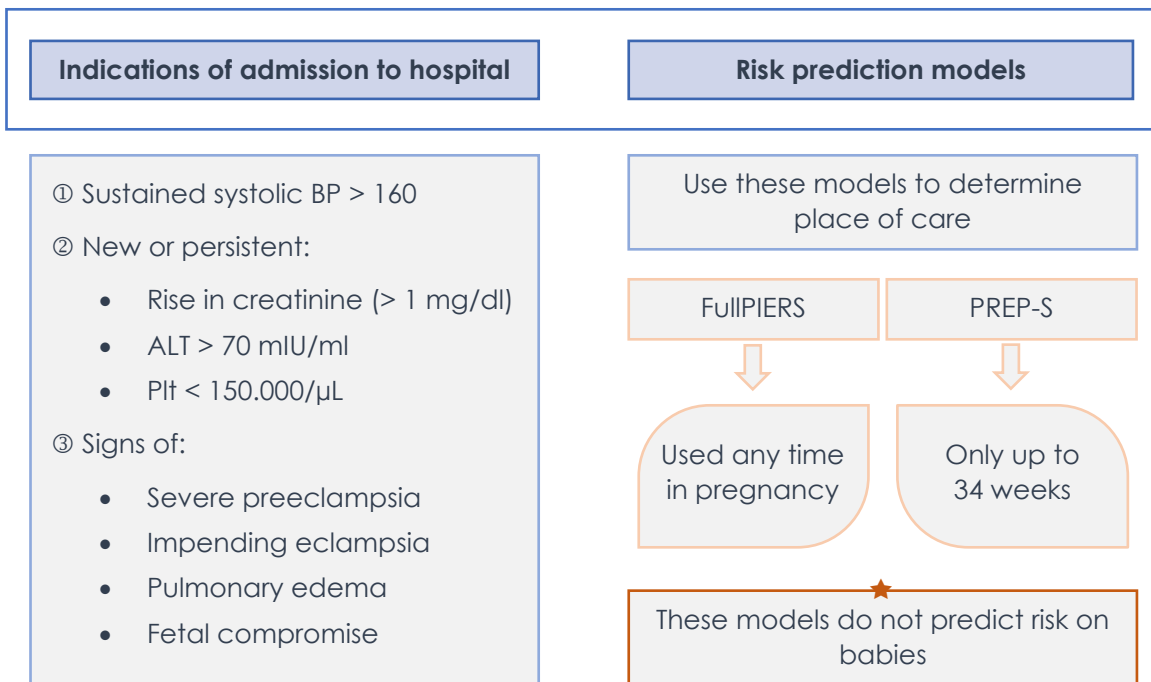 Indications of admission to hospital
Risk prediction models
① Sustained systolic BP > 160
② New or persistent:
• Rise in creatinine (> 1 mg/dl)
• ALT > 70 mIU/ml
• Plt < 150.000/µL
③ Signs of:
• Severe preeclampsia
• Impending eclampsia
• Pulmonary edema
• Fetal compromise
Use these models to determine
place of care
FullPIERS
PREP-S
Used any time
in pregnancy
Only up to
34 weeks
These models do not predict risk on
babies